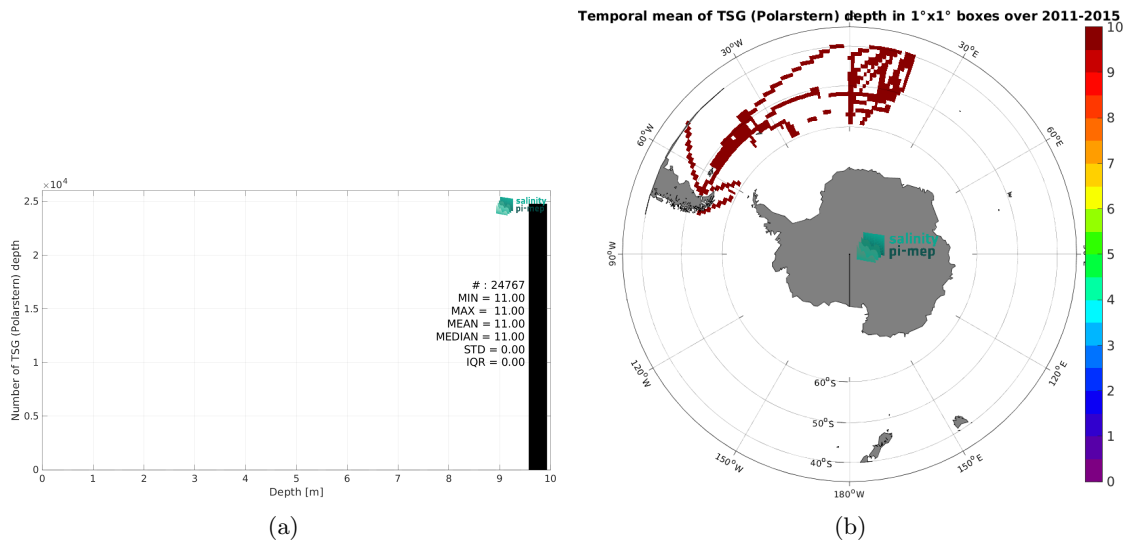 ×10⁴
2.5
2
1.5
1
0.5
0
0 1 2 3 4 5 6 7 8 9 10
Number of TSG (Polarstern) depth
Depth [m]
salinity
pi-mep
# : 24767
MIN = 11.00
MAX = 11.00
MEAN = 11.00
MEDIAN = 11.00
STD = 0.00
IQR = 0.00
(a)
Temporal mean of TSG (Polarstern) depth in 1°x1° boxes over 2011-2015
30°W
30°E
60°W
60°E
90°W
120°W
120°E
150°W
150°E
180°W
60°S
50°S
40°S
salinity
pi-mep
10
9
8
7
6
5
4
3
2
1
0
(b)